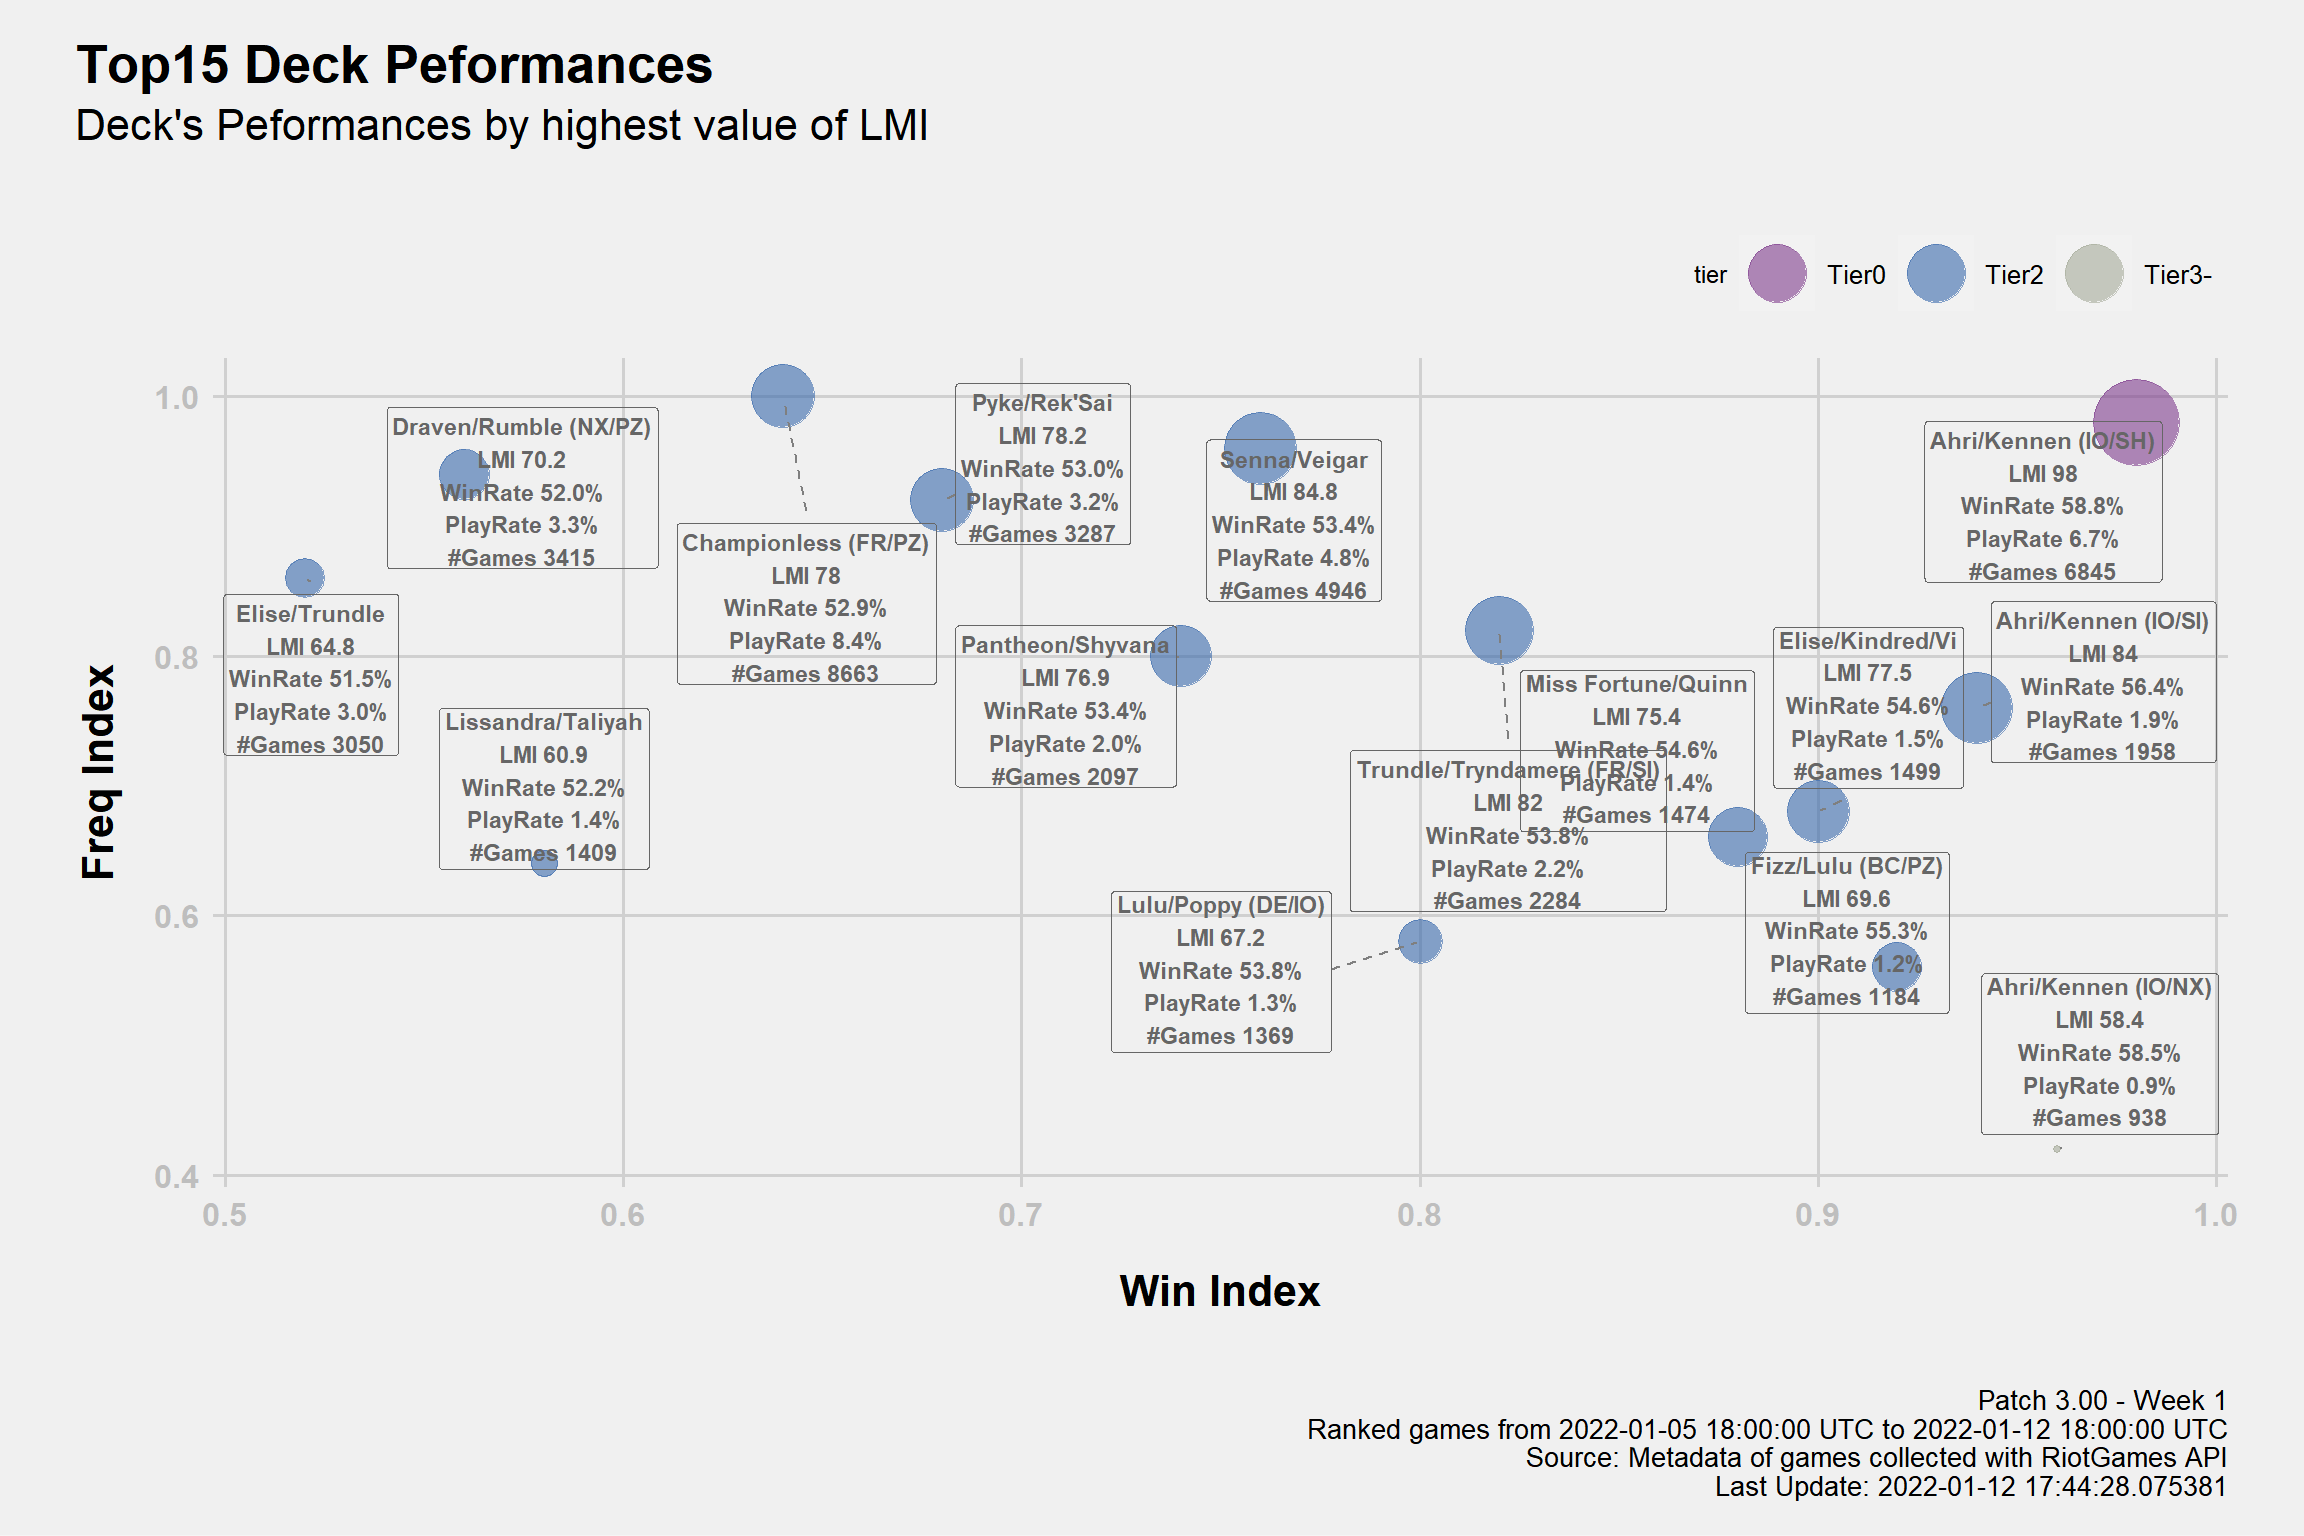 Top15 Deck Peformances
Deck's Peformances by highest value of LMI
tier
Tier0
Tier2
Tier3-
Freq Index
1.0
0.8
0.6
0.4
Draven/Rumble (NX/PZ)
LMI 70.2
WinRate 52.0%
PlayRate 3.3%
#Games 3415
Elise/Trundle
LMI 64.8
WinRate 51.5%
PlayRate 3.0%
#Games 3050
Lissandra/Taliyah
LMI 60.9
WinRate 52.2%
PlayRate 1.4%
#Games 1409
Championless (FR/PZ)
LMI 78
WinRate 52.9%
PlayRate 8.4%
#Games 8663
Pyke/Rek'Sai
LMI 78.2
WinRate 53.0%
PlayRate 3.2%
#Games 3287
Pantheon/Shyvana
LMI 76.9
WinRate 53.4%
PlayRate 2.0%
#Games 2097
Senna/Veigar
LMI 84.8
WinRate 53.4%
PlayRate 4.8%
#Games 4946
Lulu/Poppy (DE/IO)
LMI 67.2
WinRate 53.8%
PlayRate 1.3%
#Games 1369
Trundle/Tryndamere (FR/SI)
LMI 82
WinRate 53.8%
PlayRate 2.2%
#Games 2284
Miss Fortune/Quinn
LMI 75.4
WinRate 54.6%
PlayRate 1.4%
#Games 1474
Elise/Kindred/Vi
LMI 77.5
WinRate 54.6%
PlayRate 1.5%
#Games 1499
Fizz/Lulu (BC/PZ)
LMI 69.6
WinRate 55.3%
PlayRate 1.2%
#Games 1184
Ahri/Kennen (IO/SH)
LMI 98
WinRate 58.8%
PlayRate 6.7%
#Games 6845
Ahri/Kennen (IO/SI)
LMI 84
WinRate 56.4%
PlayRate 1.9%
#Games 1958
Ahri/Kennen (IO/NX)
LMI 58.4
WinRate 58.5%
PlayRate 0.9%
#Games 938
0.5
0.6
0.7
0.8
0.9
1.0
Win Index
Patch 3.00 - Week 1
Ranked games from 2022-01-05 18:00:00 UTC to 2022-01-12 18:00:00 UTC
Source: Metadata of games collected with RiotGames API
Last Update: 2022-01-12 17:44:28.075381